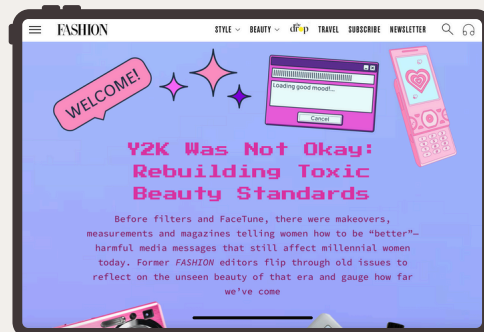 FASHION
STYLE BEAUTY drop TRAVEL SUBSCRIBE NEWSLETTER
WELCOME!
Loading good mood!...
Cancel
Y2K Was Not Okay:
Rebuilding Toxic
Beauty Standards
Before filters and FaceTune, there were makeovers,
measurements and magazines telling women how to be “better”—
harmful media messages that still affect millennial women
today. Former FASHION editors flip through old issues to
reflect on the unseen beauty of that era and gauge how far
we’ve come